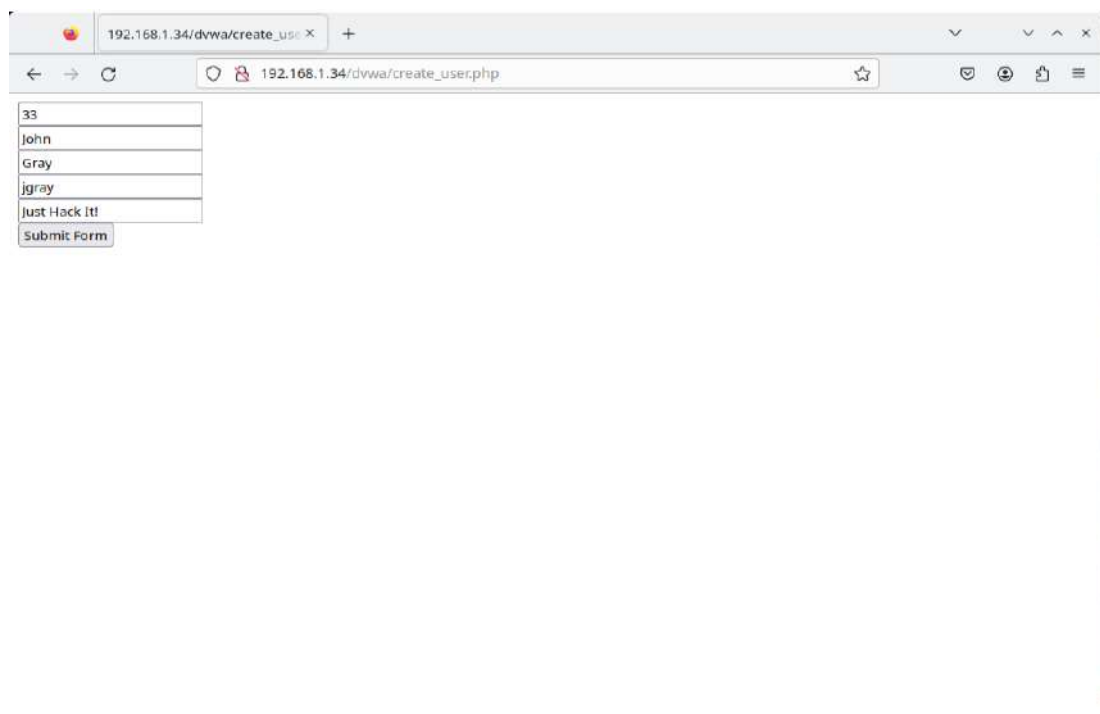 192.168.1.34/dvwa/create_use
192.168.1.34/dvwa/create_user.php
33
John
Gray
jgray
Just Hack It!
Submit Form